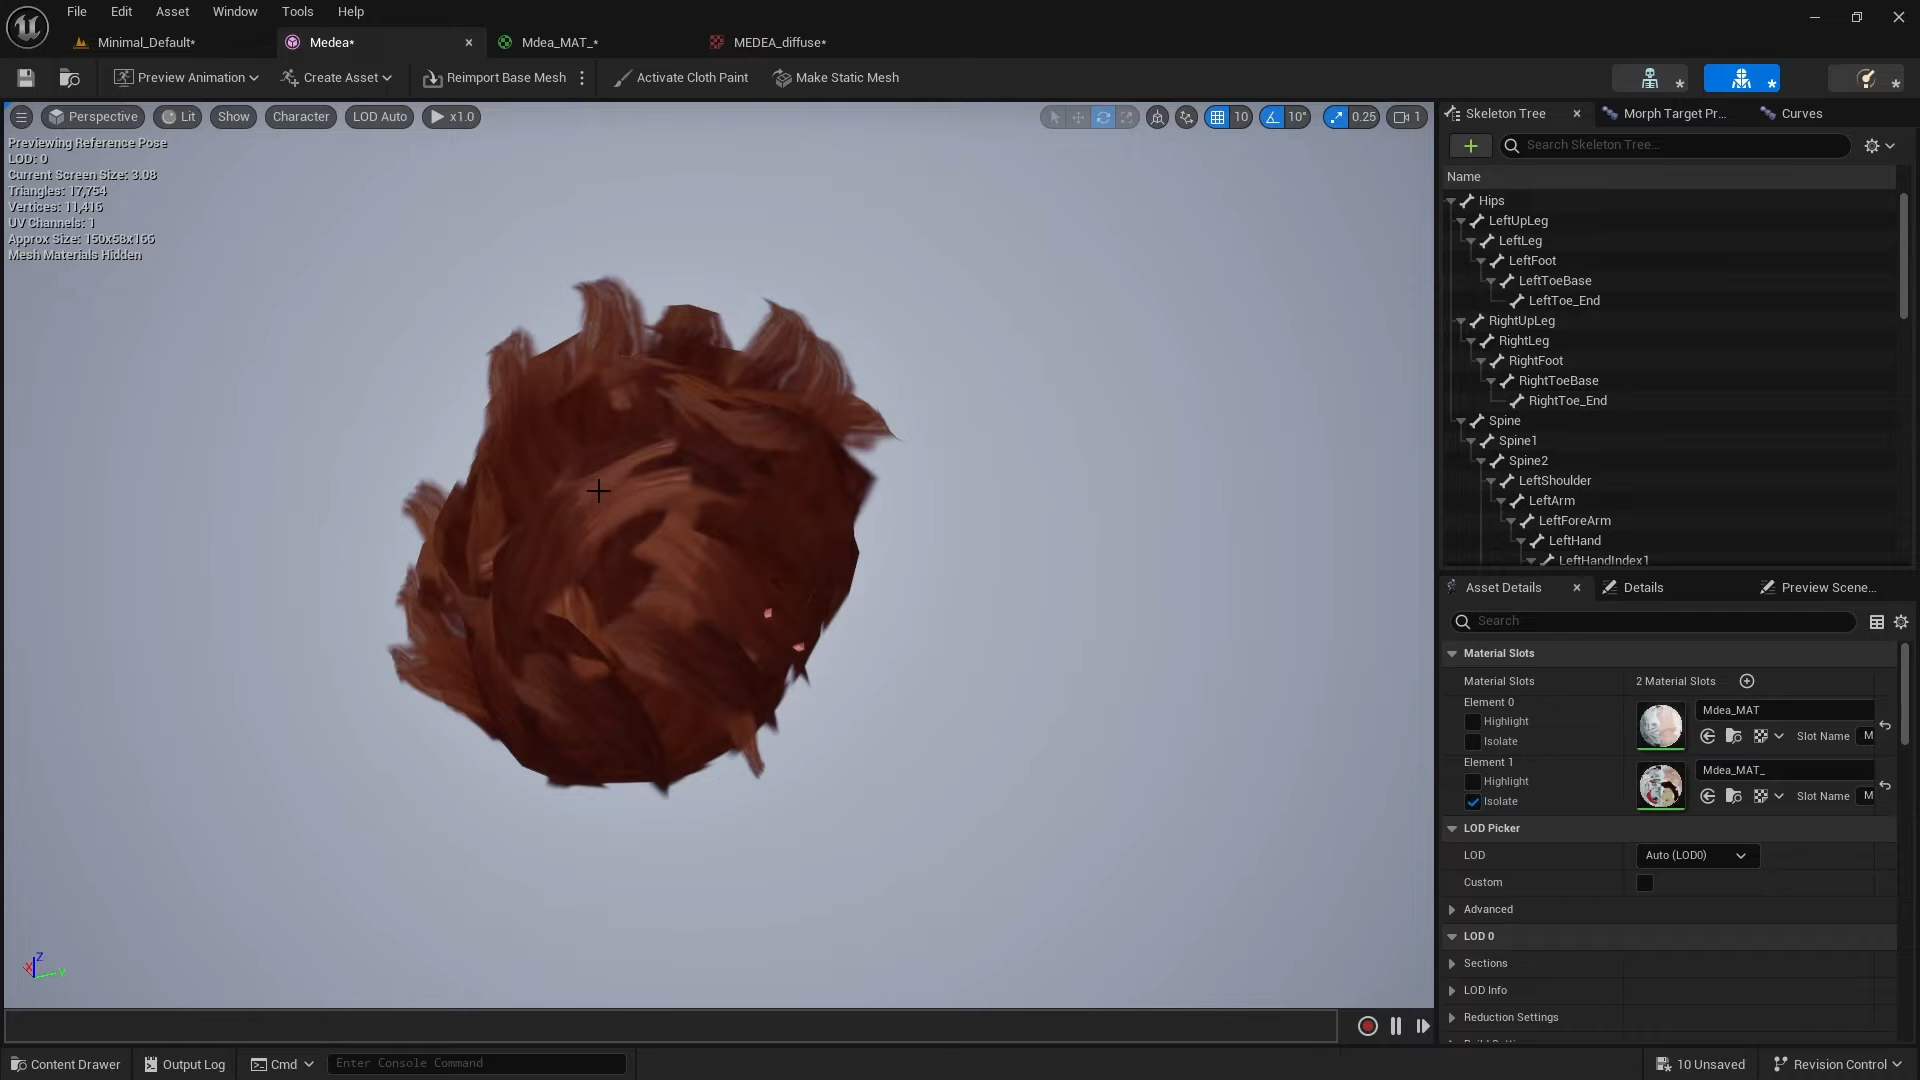 File Edit Asset Window Tools Help
Minimal_Default* Medea* Mdea_MAT_* MEDEA_diffuse*
Preview Animation Create Asset Reimport Base Mesh Activate Cloth Paint Make Static Mesh
Perspective Lit Show Character LOD Auto x1.0 10 10° 0.25 1
Previewing Reference Pose
LOD: 0
Current Screen Size: 3.08
Triangles: 17,754
Vertices: 11,416
UV Channels: 1
Approx Size: 150x58x166
Mesh Materials Hidden
Z
X
Y
Skeleton Tree Morph Target Pr... Curves
Search Skeleton Tree...
Name
Hips
LeftUpLeg
LeftLeg
LeftFoot
LeftToeBase
LeftToe_End
RightUpLeg
RightLeg
RightFoot
RightToeBase
RightToe_End
Spine
Spine1
Spine2
LeftShoulder
LeftArm
LeftForeArm
LeftHand
LeftHandIndex1
Asset Details Details Preview Scene...
Search
Material Slots
Material Slots 2 Material Slots
Element 0
Highlight
Isolate
Mdea_MAT
Slot Name M
Element 1
Highlight
Isolate
Mdea_MAT_
Slot Name M
LOD Picker
LOD Auto (LOD0)
Custom
Advanced
LOD 0
Sections
LOD Info
Reduction Settings
Content Drawer Output Log Cmd Enter Console Command 10 Unsaved Revision Control